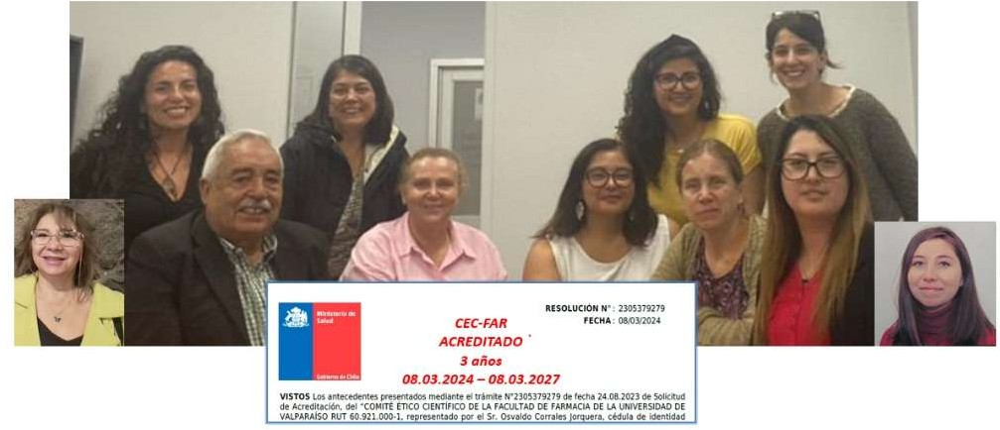 Ministerio de
Salud
Gobierno de Chile
RESOLUCIÓN N° : 2305379279
FECHA : 08/03/2024
CEC-FAR
ACREDITADO
3 años
08.03.2024 – 08.03.2027
VISTOS Los antecedentes presentados mediante el trámite N°2305379279 de fecha 24.08.2023 de Solicitud
de Acreditación, del "COMITÉ ÉTICO CIENTÍFICO DE LA FACULTAD DE FARMACIA DE LA UNIVERSIDAD DE
VALPARAÍSO RUT 60.921.000-1, representado por el Sr. Osvaldo Corrales Jorquera, cédula de identidad